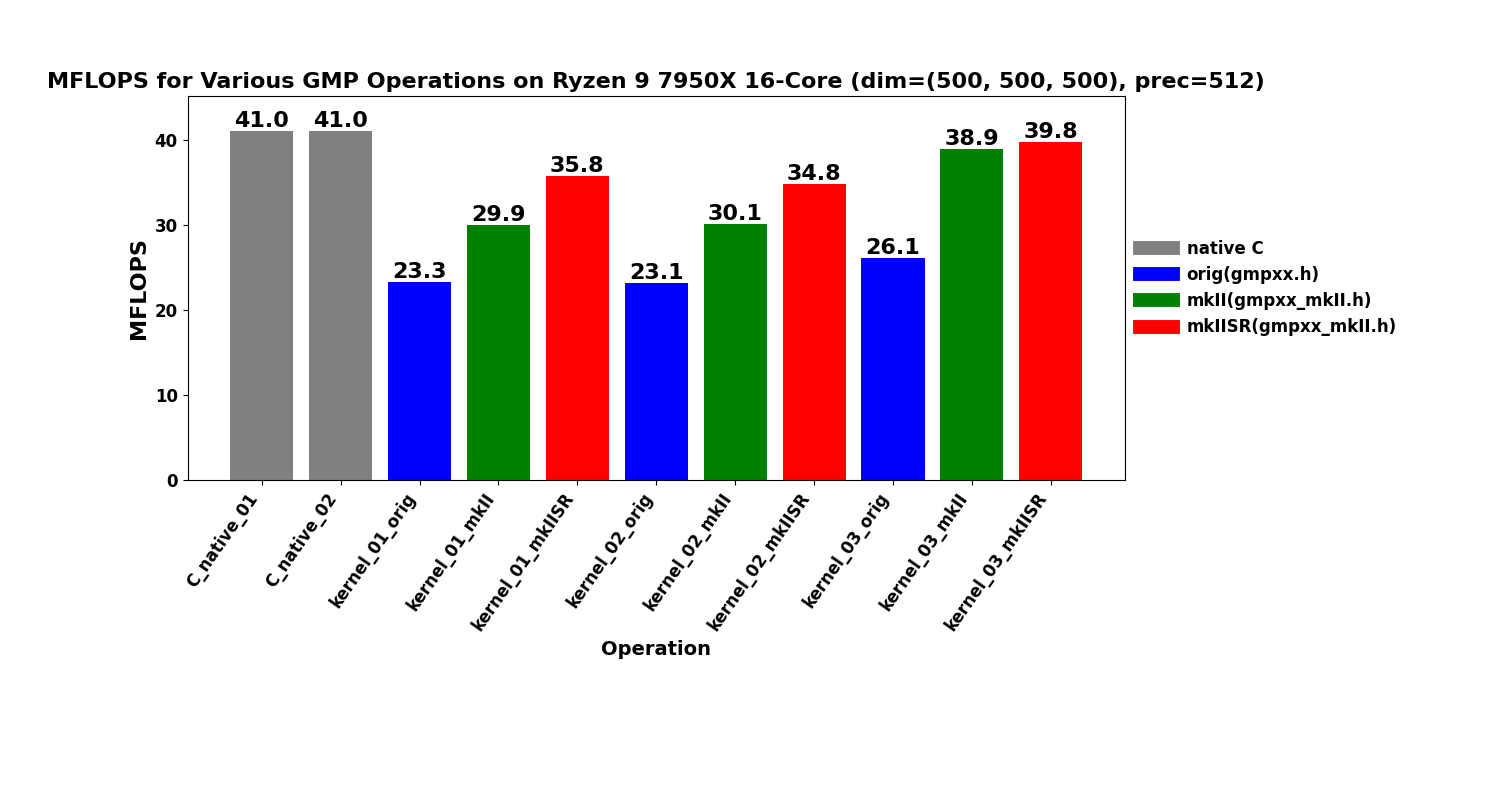 MFLOPS for Various GMP Operations on Ryzen 9 7950X 16-Core (dim=(500, 500, 500), prec=512)
41.0
41.0
23.3
29.9
35.8
23.1
30.1
34.8
26.1
38.9
39.8
40
30
20
10
0
MFLOPS
native C
orig(gmpxx.h)
mkII(gmpxx_mkII.h)
mkIISR(gmpxx_mkII.h)
C_native_01
C_native_02
kernel_01_orig
kernel_01_mkII
kernel_01_mkIISR
kernel_02_orig
kernel_02_mkII
kernel_02_mkIISR
kernel_03_orig
kernel_03_mkII
kernel_03_mkIISR
Operation